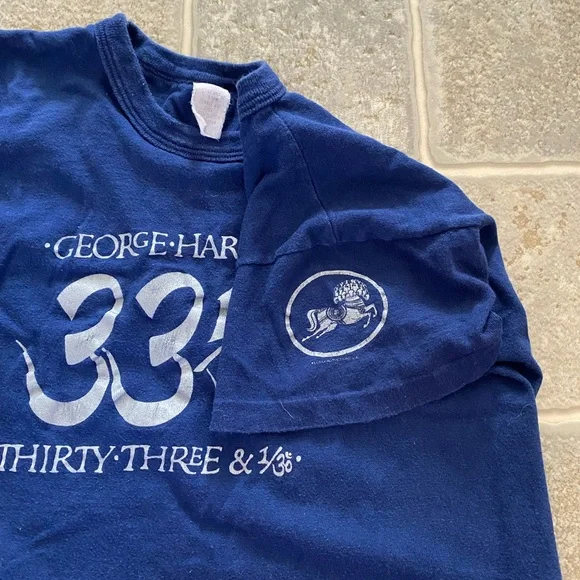 ·GEORGE·HAR
33
THIRTY·THREE & 1/3·